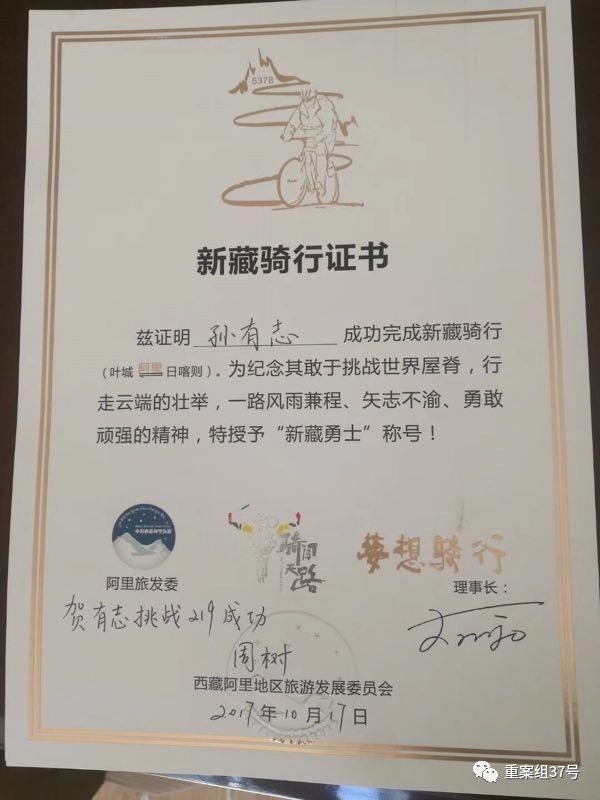 5378
新藏骑行证书
兹证明 孙有志 成功完成新藏骑行
（叶城 阿里 日喀则）。为纪念其敢于挑战世界屋脊，行
走云端的壮举，一路风雨兼程、矢志不渝、勇敢
顽强的精神，特授予“新藏勇士”称号！
骑闯
天路
夢想骑行
阿里旅发委
理事长：
贺有志挑战219成功
周树
西藏阿里地区旅游发展委员会
2017年10月17日
重案组37号